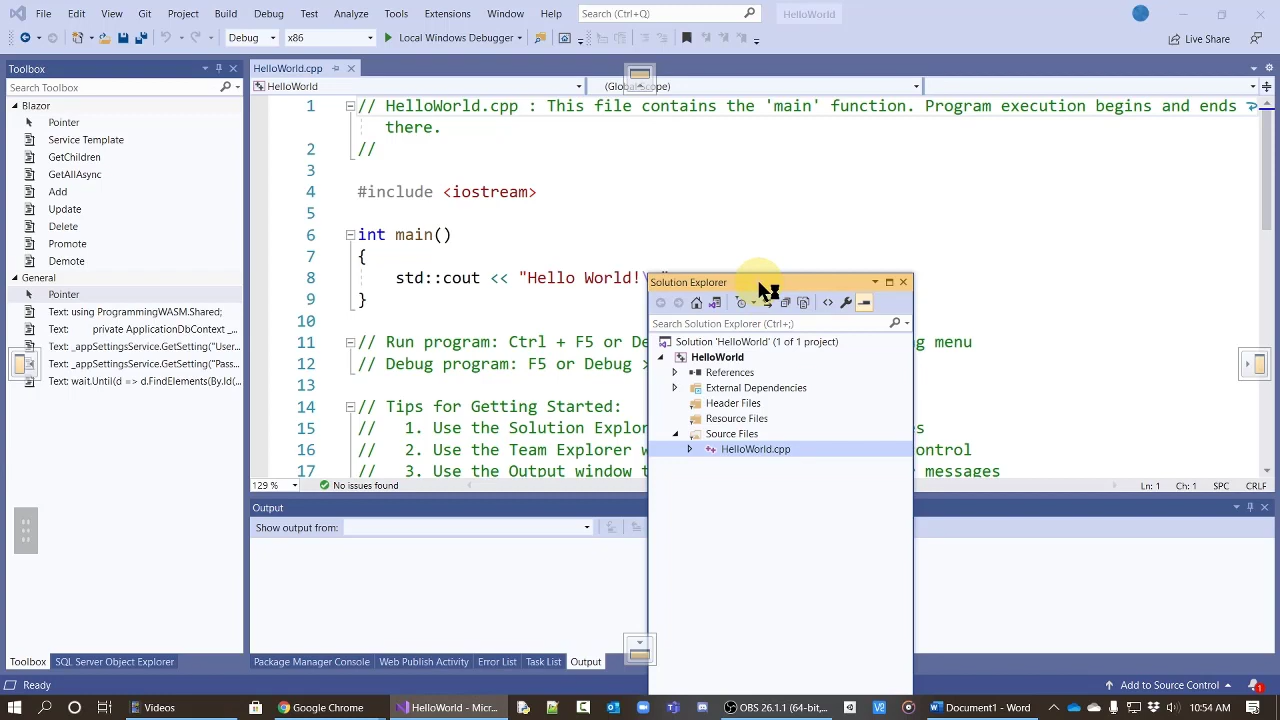 File Edit View Git Project Build Debug Test Analyze Tools Extensions Window Help Search (Ctrl+Q) HelloWorld
Debug x86 Local Windows Debugger Live Share
Toolbox
Search Toolbox
Blazor
Pointer
Service Template
GetChildren
GetAllAsync
Add
Update
Delete
Promote
Demote
General
Pointer
Text: using ProgrammingWASM.Shared;
Text: private ApplicationDbContext _...
Text: _appSettingsService.GetSetting("User...
Text: _appSettingsService.GetSetting("Pass...
Text: wait.Until(d => d.FindElements(By.Id(...
Toolbox SQL Server Object Explorer
HelloWorld.cpp
HelloWorld (Global Scope)
1 // HelloWorld.cpp : This file contains the 'main' function. Program execution begins and ends
there.
2 //
3
4 #include <iostream>
5
6 int main()
7 {
8 std::cout << "Hello World!\
9 }
10
11 // Run program: Ctrl + F5 or De ng menu
12 // Debug program: F5 or Debug >
13
14 // Tips for Getting Started:
15 // 1. Use the Solution Explor es
16 // 2. Use the Team Explorer w ontrol
17 // 3. Use the Output window t messages
129 % No issues found Ln: 1 Ch: 1 SPC CRLF
Solution Explorer
Search Solution Explorer (Ctrl+;)
Solution 'HelloWorld' (1 of 1 project)
HelloWorld
References
External Dependencies
Header Files
Resource Files
Source Files
HelloWorld.cpp
Output
Show output from:
Package Manager Console Web Publish Activity Error List Task List Output
Ready Add to Source Control 1
Videos Google Chrome HelloWorld - Mic... OBS 26.1.1 (64-bit,... Document1 - Word 10:54 AM